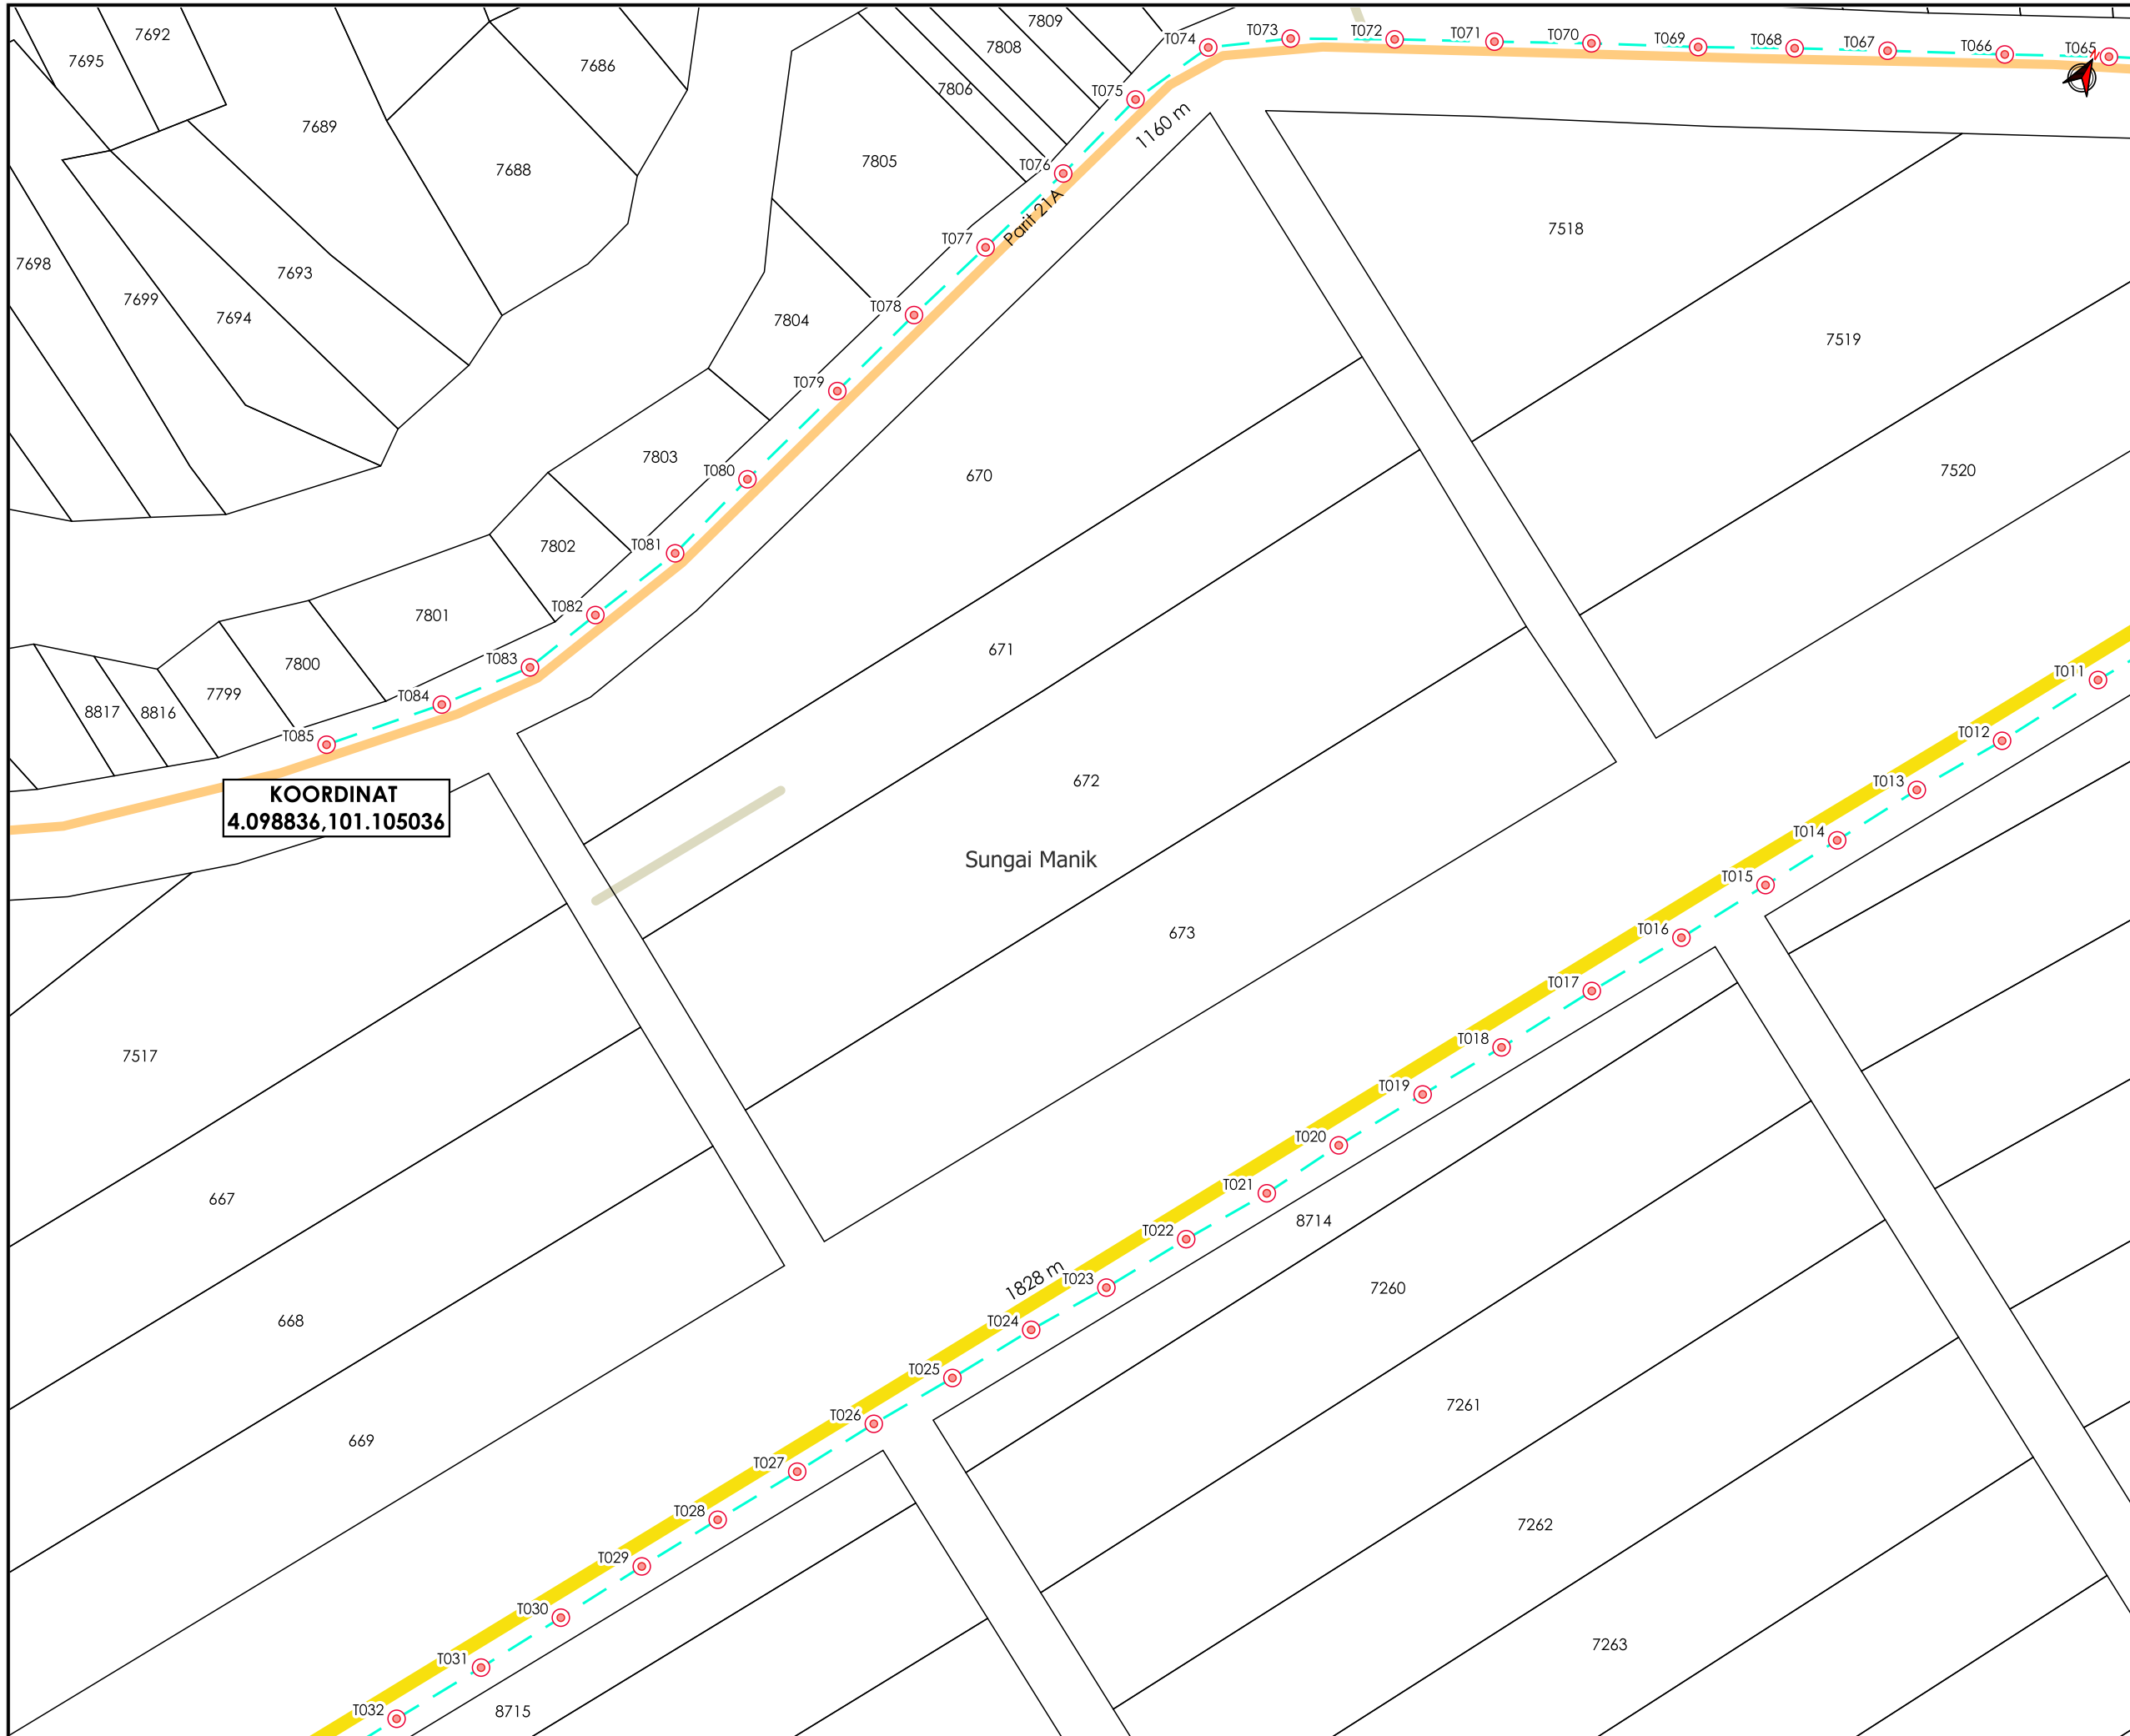 7692
7695
7689
7686
7688
7698
7699
7693
7694
7809
7808
7806
7805
7804
7803
7802
7801
7800
7799
8817
8816
T074
T073
T072
T071
T070
T069
T068
T067
T066
T065
N
T075
1160 m
T076
Parit 21A
T077
T078
T079
T080
T081
T082
T083
T084
T085
KOORDINAT
4.098836,101.105036
7518
7519
7520
670
671
672
Sungai Manik
673
7517
667
668
669
T011
T012
T013
T014
T015
T016
T017
T018
T019
T020
T021
T022
T023
1828 m
T024
T025
T026
T027
T028
T029
T030
T031
T032
8714
7260
7261
7262
7263
8715